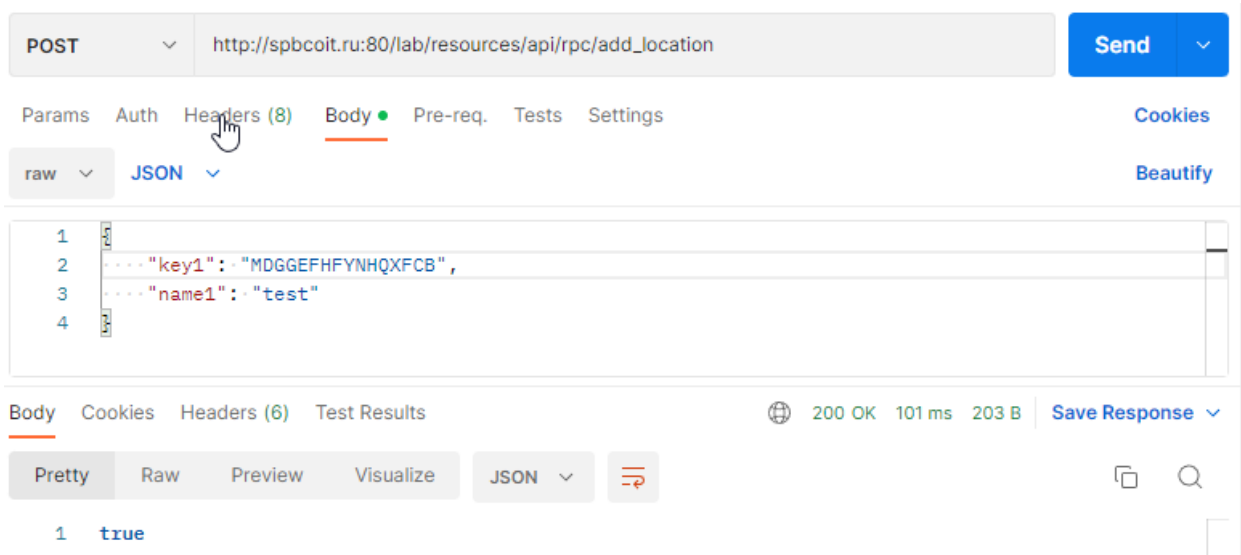 POST http://spbcoit.ru:80/lab/resources/api/rpc/add_location Send
Params Auth Headers (8) Body Pre-req. Tests Settings Cookies
raw JSON Beautify
1 {
2 "key1": "MDGGEFHFYNHQXFCB",
3 "name1": "test"
4 }
Body Cookies Headers (6) Test Results 200 OK 101 ms 203 B Save Response
Pretty Raw Preview Visualize JSON
1 true